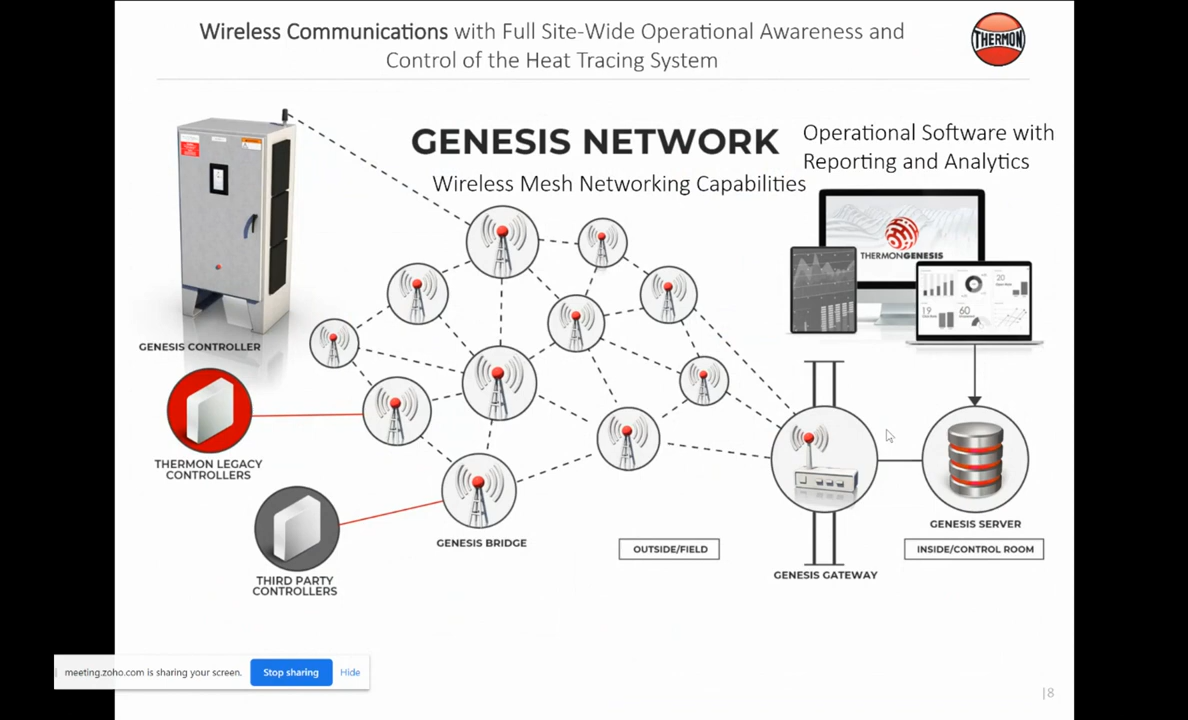 Wireless Communications with Full Site-Wide Operational Awareness and
Control of the Heat Tracing System
THERMON
GENESIS NETWORK
Wireless Mesh Networking Capabilities
Operational Software with
Reporting and Analytics
THERMONGENESIS
20
19
60
GENESIS CONTROLLER
THERMON LEGACY
CONTROLLERS
THIRD PARTY
CONTROLLERS
GENESIS BRIDGE
OUTSIDE/FIELD
GENESIS GATEWAY
GENESIS SERVER
INSIDE/CONTROL ROOM
meeting.zoho.com is sharing your screen.
Stop sharing
Hide
|8